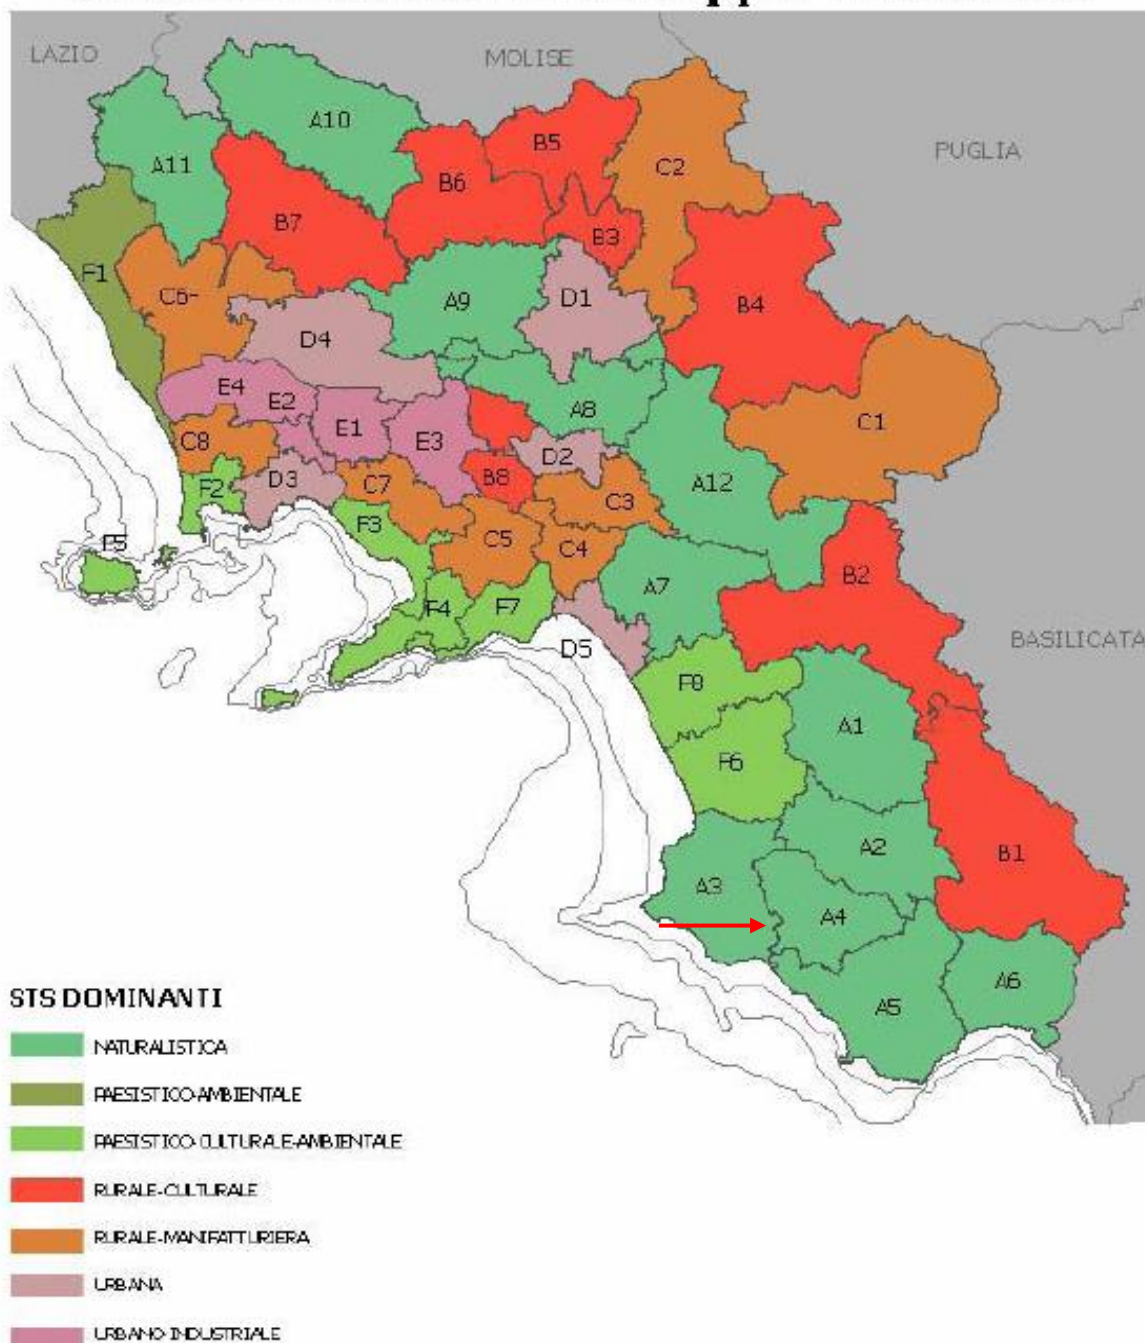 LAZIO
MOLISE
PUGLIA
BASILICATA
A10
A11
B5
B6
C2
B7
B3
F1
C6-
A9
D1
B4
D4
E4
E2
E1
E3
A8
C1
C8
D2
A12
F2
D3
C7
B8
C3
F3
C5
C4
F5
A7
B2
F4
F7
D5
F8
A1
F6
A2
B1
A3
A4
A6
A5
STS DOMINANTI
NATURALISTICA
PAESISTICO-AMBIENTALE
PAESISTICO-CULTURALE-AMBIENTALE
RURALE-CULTURALE
RURALE-MANIFATTURIERA
URBANA
URBANO-INDUSTRIALE